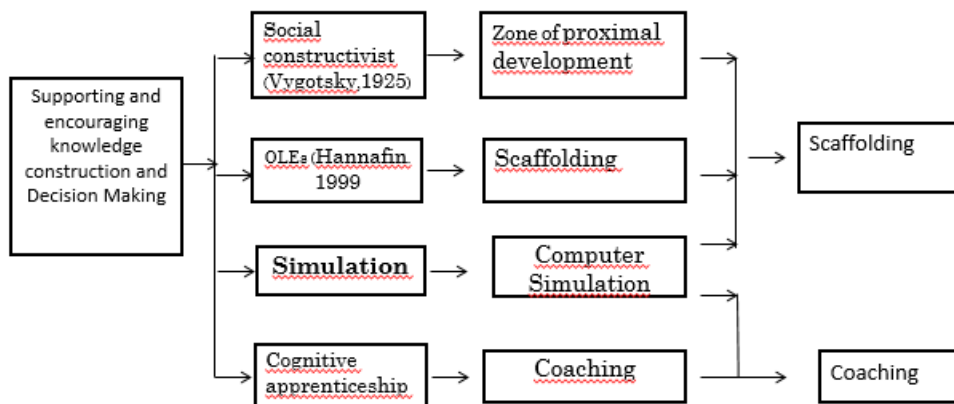 Supporting and
encouraging
knowledge
construction and
Decision Making
Social
constructivist
(Vygotsky,1925)
Zone of proximal
development
OLEs (Hannafin
1999
Scaffolding
Simulation
Computer
Simulation
Cognitive
apprenticeship
Coaching
Scaffolding
Coaching